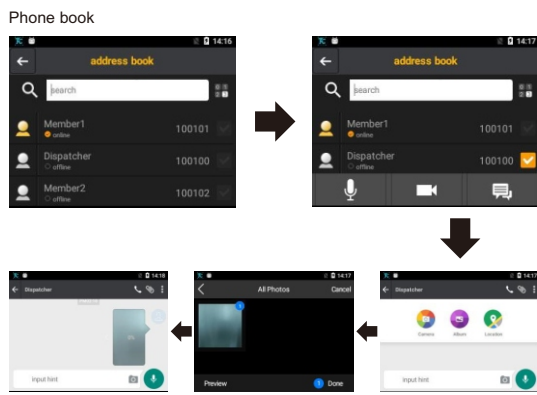 Phone book
14:16
address book
search
Member1
online
100101
Dispatcher
offline
100100
Member2
offline
100102
14:17
address book
search
Member1
online
100101
Dispatcher
offline
100100
14:17
Dispatcher
Camera
Album
Location
input hint
14:17
All Photos
Cancel
1
Preview
1 Done
14:18
Dispatcher
input hint